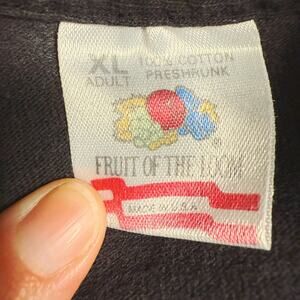 XL 100% COTTON
ADULT PRESHRUNK
®
FRUIT OF THE LOOM
MADE IN U.S.A.